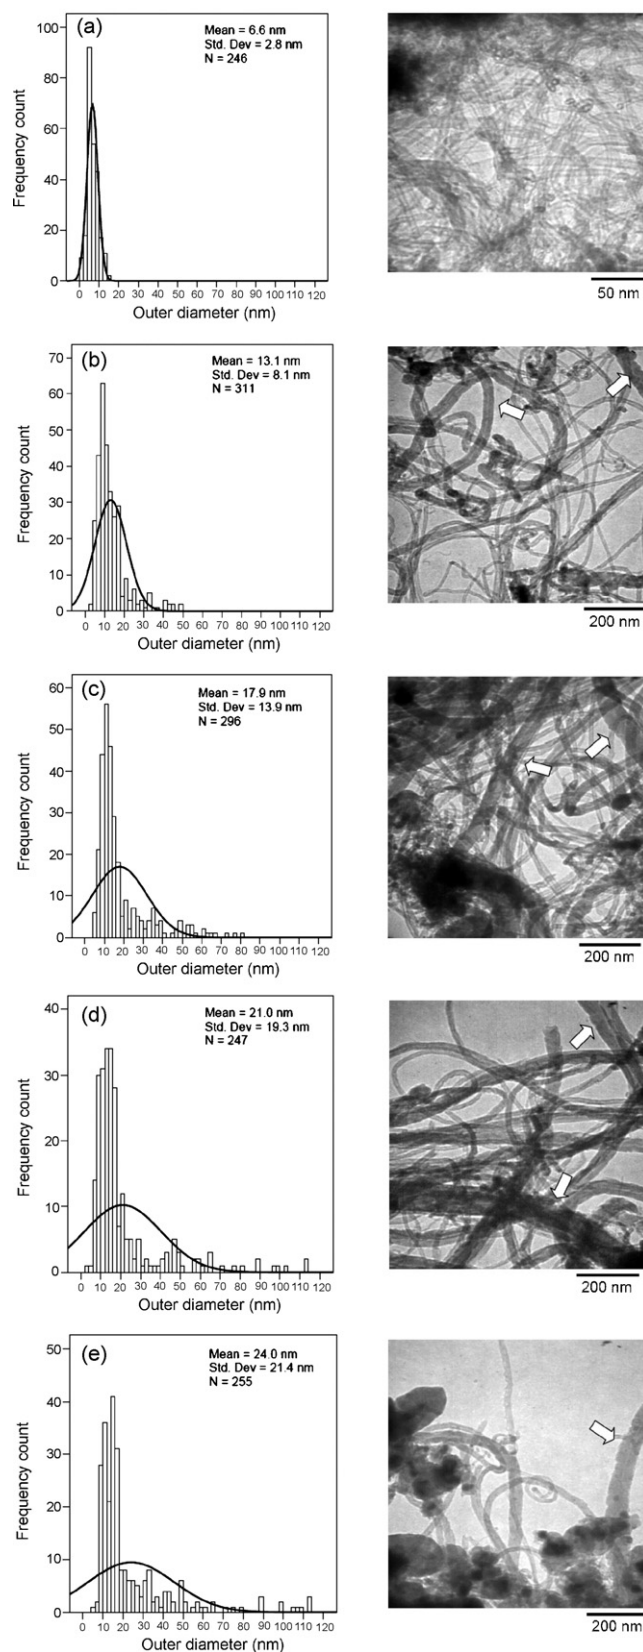 (a)
Mean = 6.6 nm
Std. Dev = 2.8 nm
N = 246
Frequency count
100
80
60
40
20
0
0 10 20 30 40 50 60 70 80 90 100 110 120
Outer diameter (nm)
50 nm
(b)
Mean = 13.1 nm
Std. Dev = 8.1 nm
N = 311
Frequency count
70
60
50
40
30
20
10
0
0 10 20 30 40 50 60 70 80 90 100 110 120
Outer diameter (nm)
200 nm
(c)
Mean = 17.9 nm
Std. Dev = 13.9 nm
N = 296
Frequency count
60
50
40
30
20
10
0
0 10 20 30 40 50 60 70 80 90 100 110 120
Outer diameter (nm)
200 nm
(d)
Mean = 21.0 nm
Std. Dev = 19.3 nm
N = 247
Frequency count
40
30
20
10
0
0 10 20 30 40 50 60 70 80 90 100 110 120
Outer diameter (nm)
200 nm
(e)
Mean = 24.0 nm
Std. Dev = 21.4 nm
N = 255
Frequency count
50
40
30
20
10
0
0 10 20 30 40 50 60 70 80 90 100 110 120
Outer diameter (nm)
200 nm